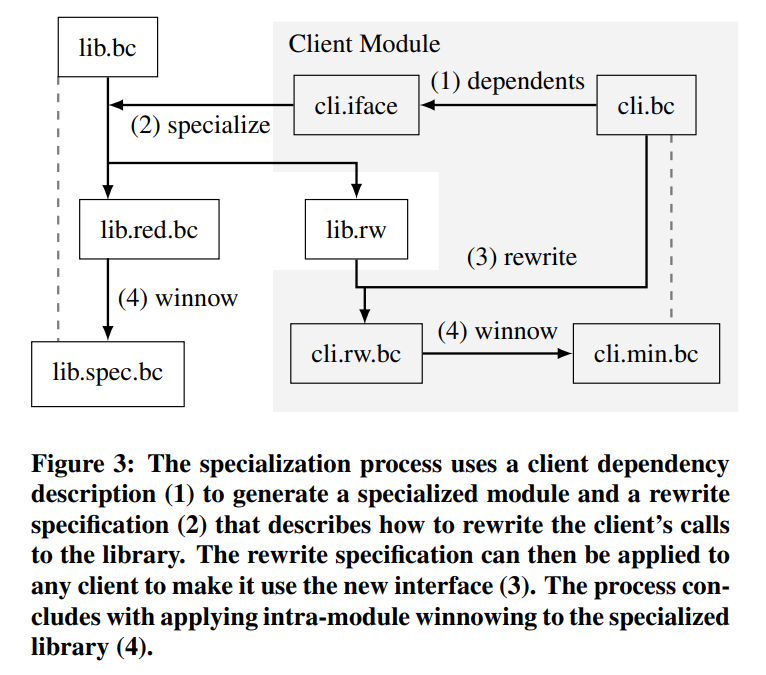 lib.bc
Client Module
cli.iface
(1) dependents
cli.bc
(2) specialize
lib.red.bc
lib.rw
(3) rewrite
(4) winnow
lib.spec.bc
cli.rw.bc
(4) winnow
cli.min.bc
Figure 3: The specialization process uses a client dependency
description (1) to generate a specialized module and a rewrite
specification (2) that describes how to rewrite the client's calls
to the library. The rewrite specification can then be applied to
any client to make it use the new interface (3). The process con-
cludes with applying intra-module winnowing to the specialized
library (4).